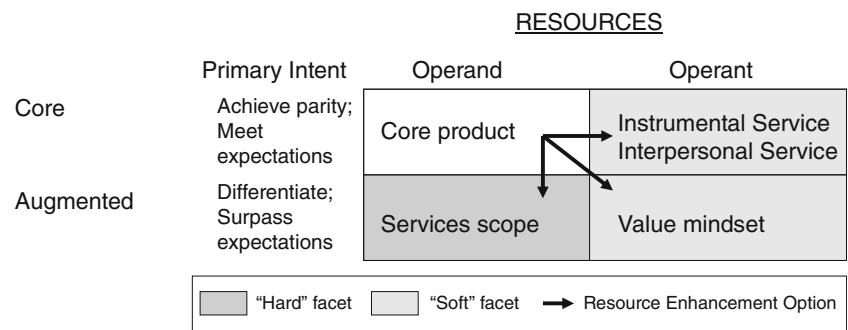 RESOURCES
Primary Intent Operand Operant
Core
Achieve parity;
Meet
expectations
Core product
Instrumental Service
Interpersonal Service
Augmented
Differentiate;
Surpass
expectations
Services scope
Value mindset
“Hard” facet “Soft” facet Resource Enhancement Option